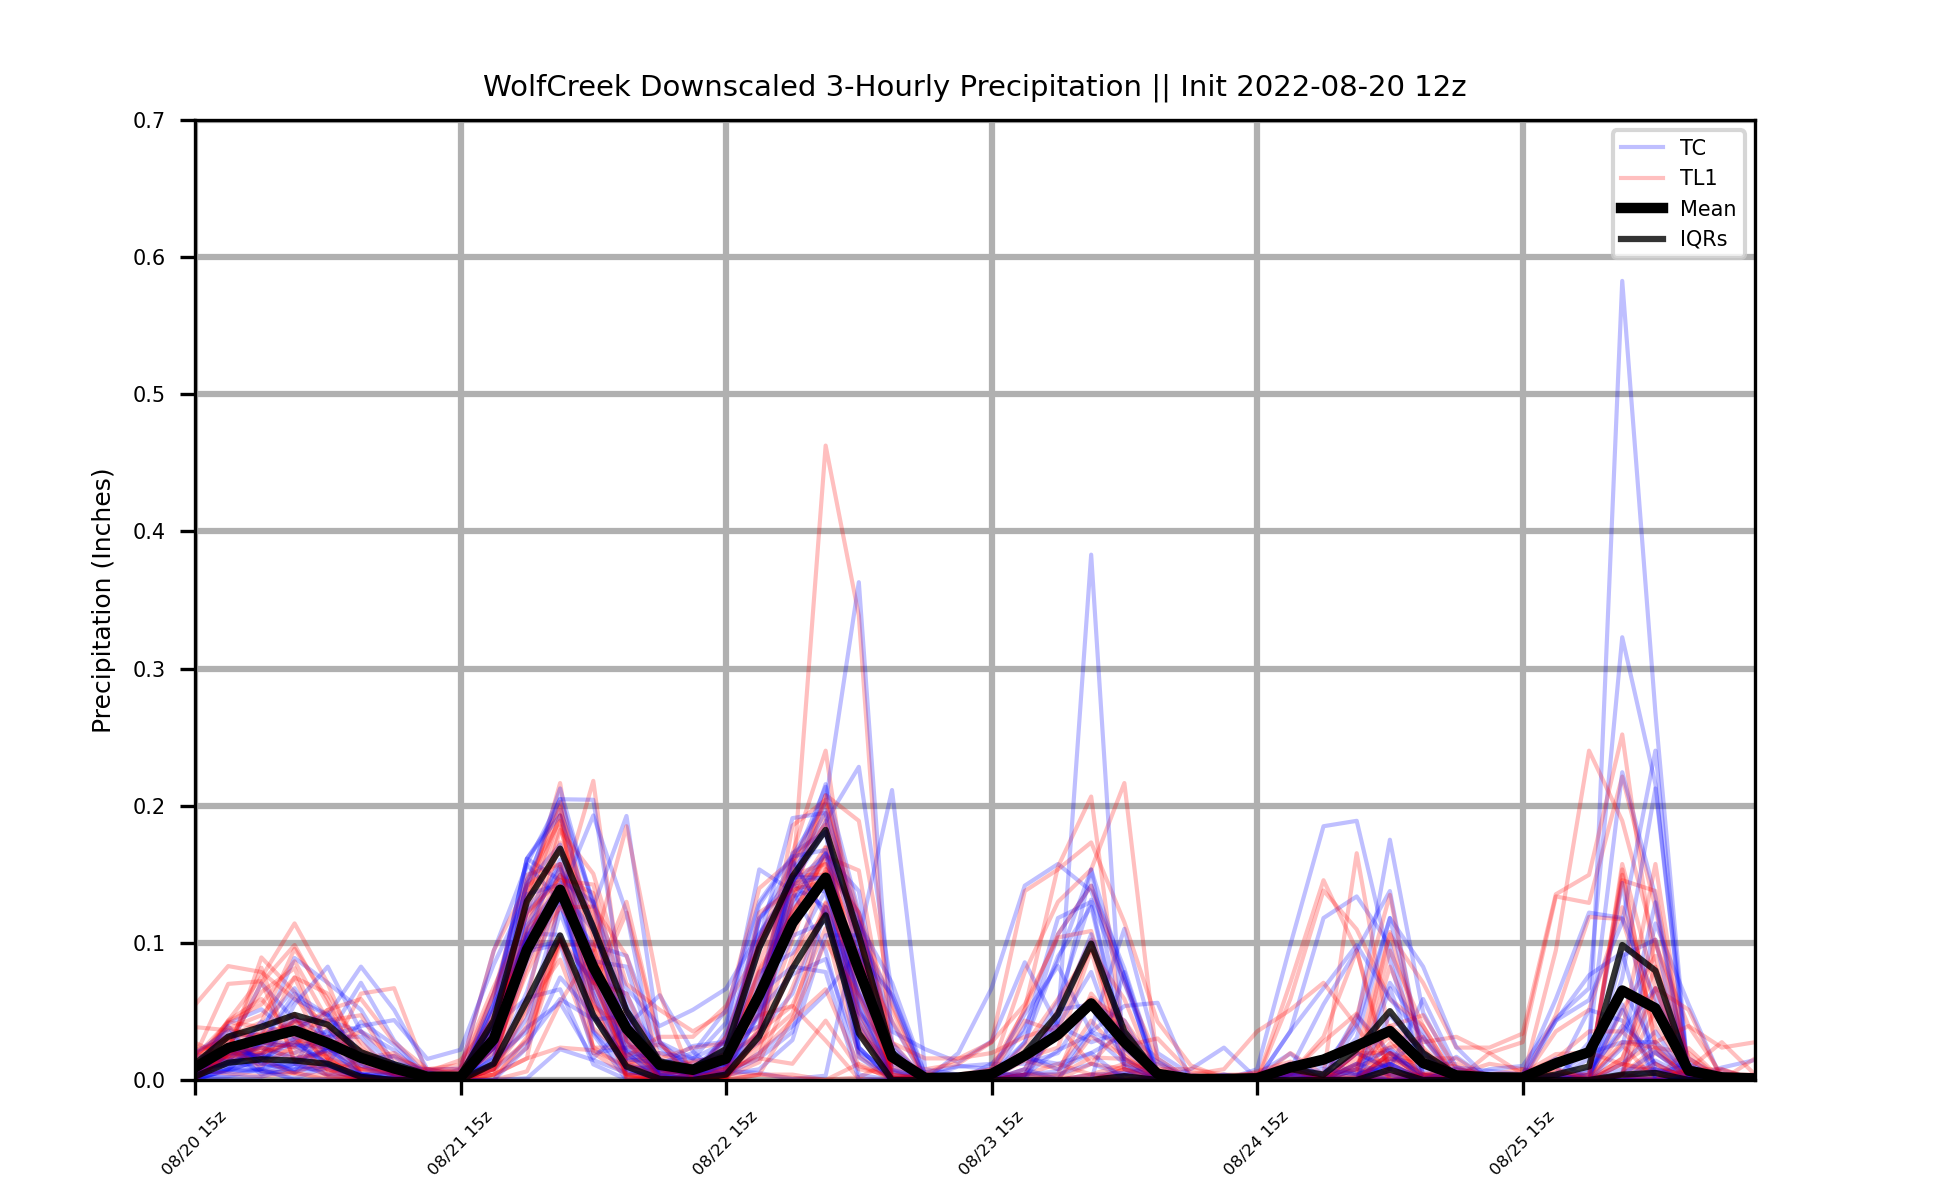 WolfCreek Downscaled 3-Hourly Precipitation || Init 2022-08-20 12z
Precipitation (Inches)
0.7
0.6
0.5
0.4
0.3
0.2
0.1
0.0
TC
TL1
Mean
IQRs
08/20 15z
08/21 15z
08/22 15z
08/23 15z
08/24 15z
08/25 15z